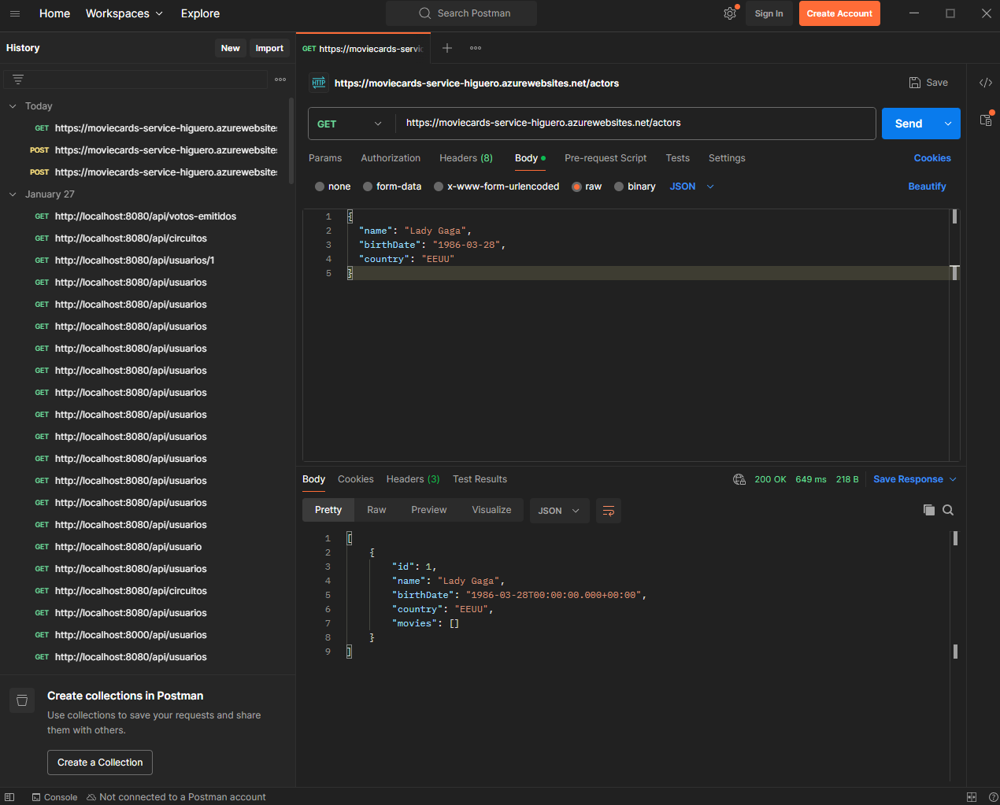 Home Workspaces Explore Search Postman Sign In Create Account
History New Import
GET https://moviecards-servi
Today
GET https://moviecards-service-higuero.azurewebsites
POST https://moviecards-service-higuero.azurewebsites
POST https://moviecards-service-higuero.azurewebsites
January 27
GET http://localhost:8080/api/votos-emitidos
GET http://localhost:8080/api/circuitos
GET http://localhost:8080/api/usuarios/1
GET http://localhost:8080/api/usuarios
GET http://localhost:8080/api/usuarios
GET http://localhost:8080/api/usuarios
GET http://localhost:8080/api/usuarios
GET http://localhost:8080/api/usuarios
GET http://localhost:8080/api/usuarios
GET http://localhost:8080/api/usuarios
GET http://localhost:8080/api/usuarios
GET http://localhost:8080/api/usuarios
GET http://localhost:8080/api/usuarios
GET http://localhost:8080/api/usuarios
GET http://localhost:8080/api/usuarios
GET http://localhost:8080/api/usuario
GET http://localhost:8080/api/usuarios
GET http://localhost:8080/api/circuitos
GET http://localhost:8080/api/usuarios
GET http://localhost:8000/api/usuarios
GET http://localhost:8080/api/usuarios
Create collections in Postman
Use collections to save your requests and share
them with others.
Create a Collection
HTTP https://moviecards-service-higuero.azurewebsites.net/actors Save
GET https://moviecards-service-higuero.azurewebsites.net/actors Send
Params Authorization Headers (8) Body Pre-request Script Tests Settings Cookies
none form-data x-www-form-urlencoded raw binary JSON Beautify
1 {
2 "name": "Lady Gaga",
3 "birthDate": "1986-03-28",
4 "country": "EEUU"
5 }
Body Cookies Headers (3) Test Results 200 OK 649 ms 218 B Save Response
Pretty Raw Preview Visualize JSON
1 [
2 {
3 "id": 1,
4 "name": "Lady Gaga",
5 "birthDate": "1986-03-28T00:00:00.000+00:00",
6 "country": "EEUU",
7 "movies": []
8 }
9 ]
Console Not connected to a Postman account